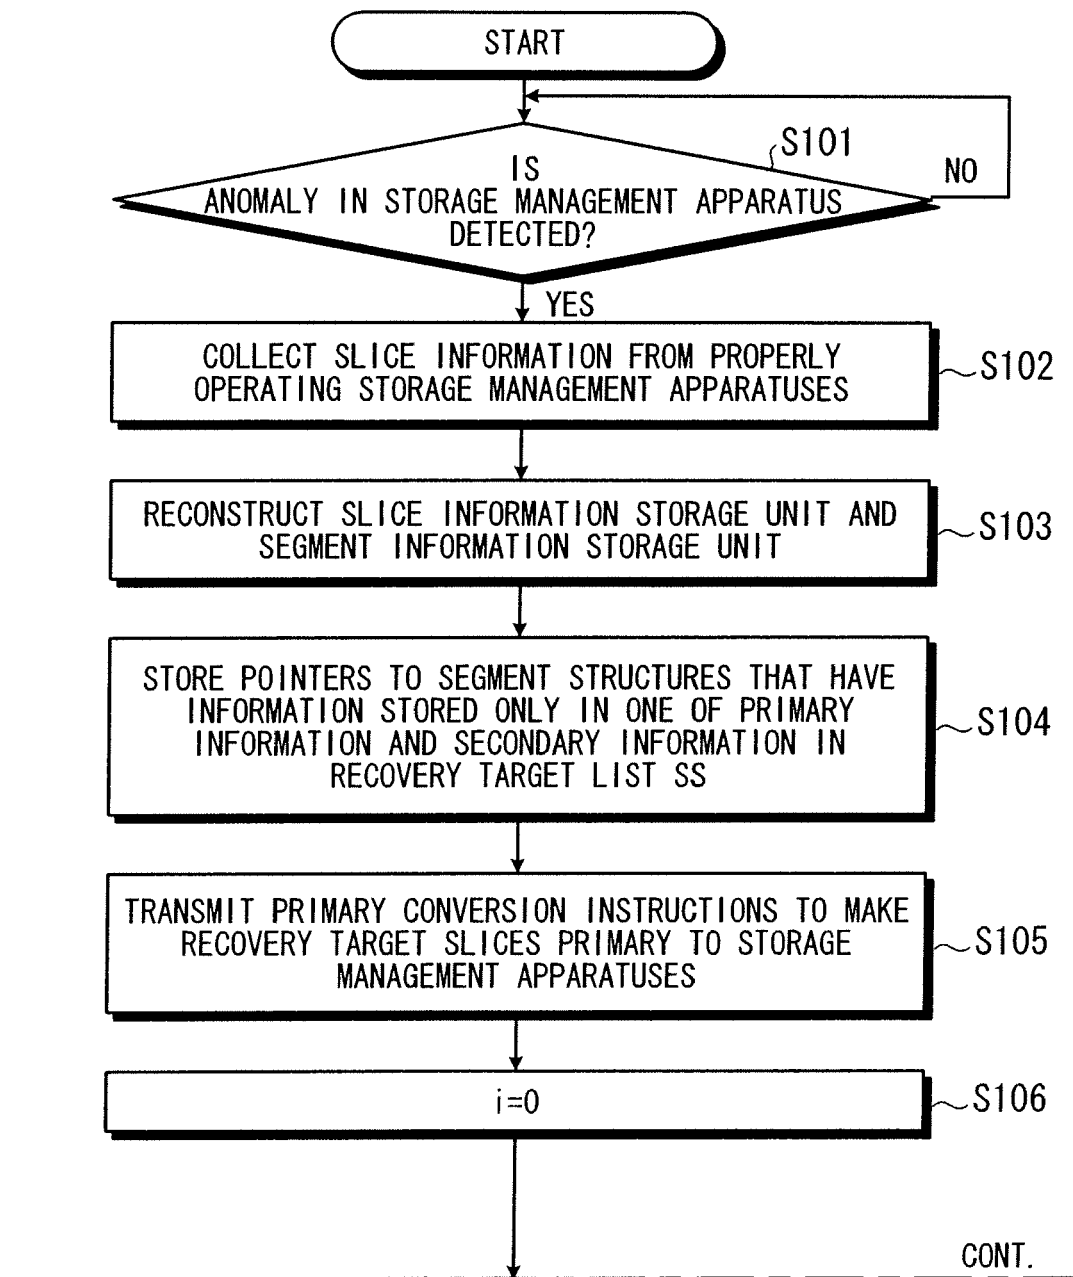 START
S101
NO
IS
ANOMALY IN STORAGE MANAGEMENT APPARATUS
DETECTED?
YES
COLLECT SLICE INFORMATION FROM PROPERLY
OPERATING STORAGE MANAGEMENT APPARATUSES
S102
RECONSTRUCT SLICE INFORMATION STORAGE UNIT AND
SEGMENT INFORMATION STORAGE UNIT
S103
STORE POINTERS TO SEGMENT STRUCTURES THAT HAVE
INFORMATION STORED ONLY IN ONE OF PRIMARY
INFORMATION AND SECONDARY INFORMATION IN
RECOVERY TARGET LIST SS
S104
TRANSMIT PRIMARY CONVERSION INSTRUCTIONS TO MAKE
RECOVERY TARGET SLICES PRIMARY TO STORAGE
MANAGEMENT APPARATUSES
S105
i=0
S106
CONT.